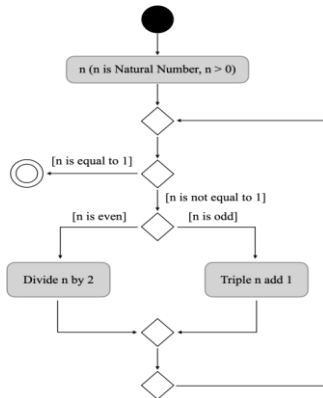 n (n is Natural Number, n > 0)
[n is equal to 1]
[n is not equal to 1]
[n is even]
[n is odd]
Divide n by 2
Triple n add 1